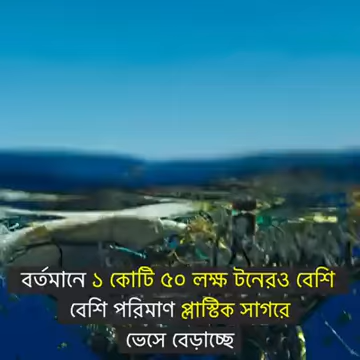 বর্তমানে ১ কোটি ৫০ লক্ষ টনেরও বেশি
বেশি পরিমাণ প্লাস্টিক সাগরে
ভেসে বেড়াচ্ছে